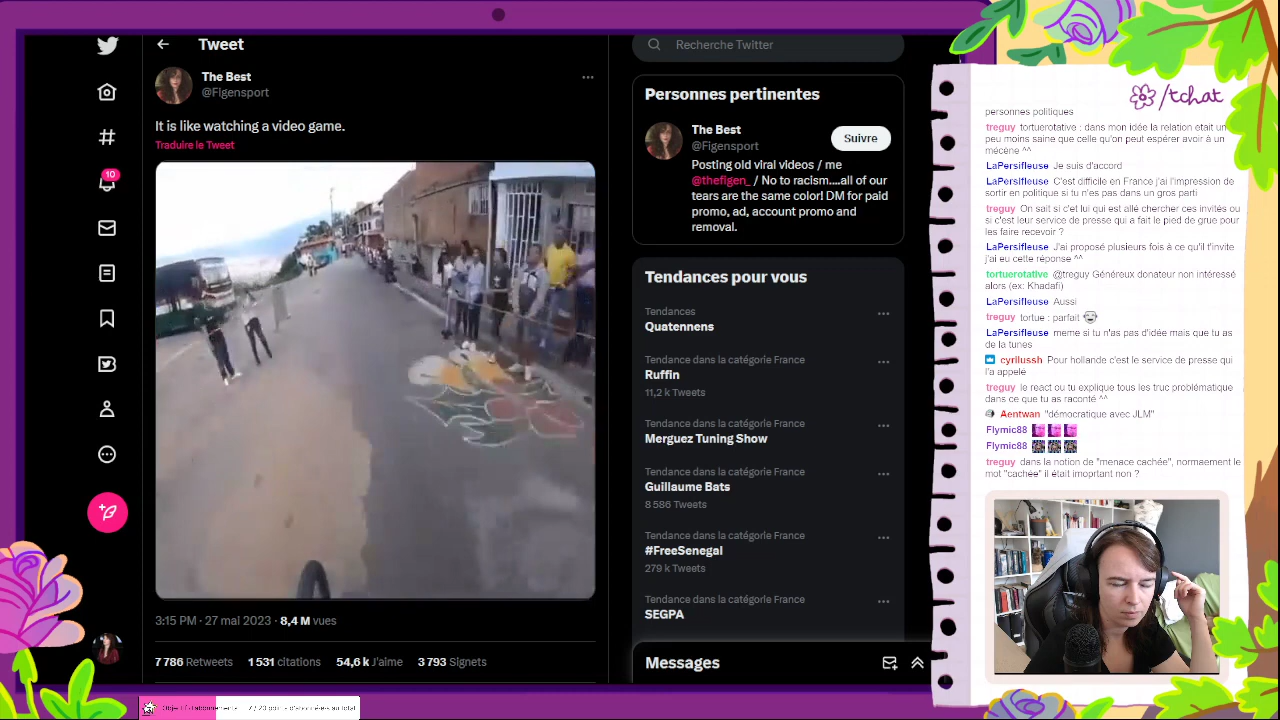 Tweet
The Best
@Figensport
It is like watching a video game.
Traduire le Tweet
3:15 PM · 27 mai 2023 · 8,4 M vues
7 786 Retweets 1 531 citations 54,6 k J'aime 3 793 Signets
10
Recherche Twitter
Personnes pertinentes
The Best
@Figensport
Suivre
Posting old viral videos / me
@thefigen_ / No to racism....all of our
tears are the same color! DM for paid
promo, ad, account promo and
removal.
Tendances pour vous
Tendances
Quatennens
Tendance dans la catégorie France
Ruffin
11,2 k Tweets
Tendance dans la catégorie France
Merguez Tuning Show
Tendance dans la catégorie France
Guillaume Bats
8 586 Tweets
Tendance dans la catégorie France
#FreeSenegal
279 k Tweets
Tendance dans la catégorie France
SEGPA
Messages
/tchat
personnes politiques
treguy tortuerotative : dans mon idée la relation etait un
peu moins saine que celle qu'on peut espérer avoir à un
mécène ^^
LaPersifleuse Je suis d'accord
LaPersifleuse C'est difficile en France j'ai l'impression de
sortir en politique si tu n'es pas dans un gros parti
treguy On sait si c'et lui qui est allé chercher ces invités ou
si c'est leur service de presse qui a fait le pied de grue pour
les faire recevoir ?
LaPersifleuse J'ai proposé plusieurs fois à ce qu'il t'invite
j'ai eu cette réponse ^^
tortuerotative @treguy Généreux donateur non intéressé
alors (ex: Khadafi)
LaPersifleuse Aussi
treguy tortue : parfait
LaPersifleuse meme si tu n'as pas d'idée mais que tu as
de la tunes
cyrilussh Pour hollande c'est le service de presse qui
l'a appelé
treguy le react ou tu explique tous les truc problématique
dans ce que tu as raconté ^^
Aentwan "démocratique avec JLM"
Flymic88
Flymic88
treguy dans la notion de "menace cachée", normaement le
mot "cachée" il était imoprtant non ?